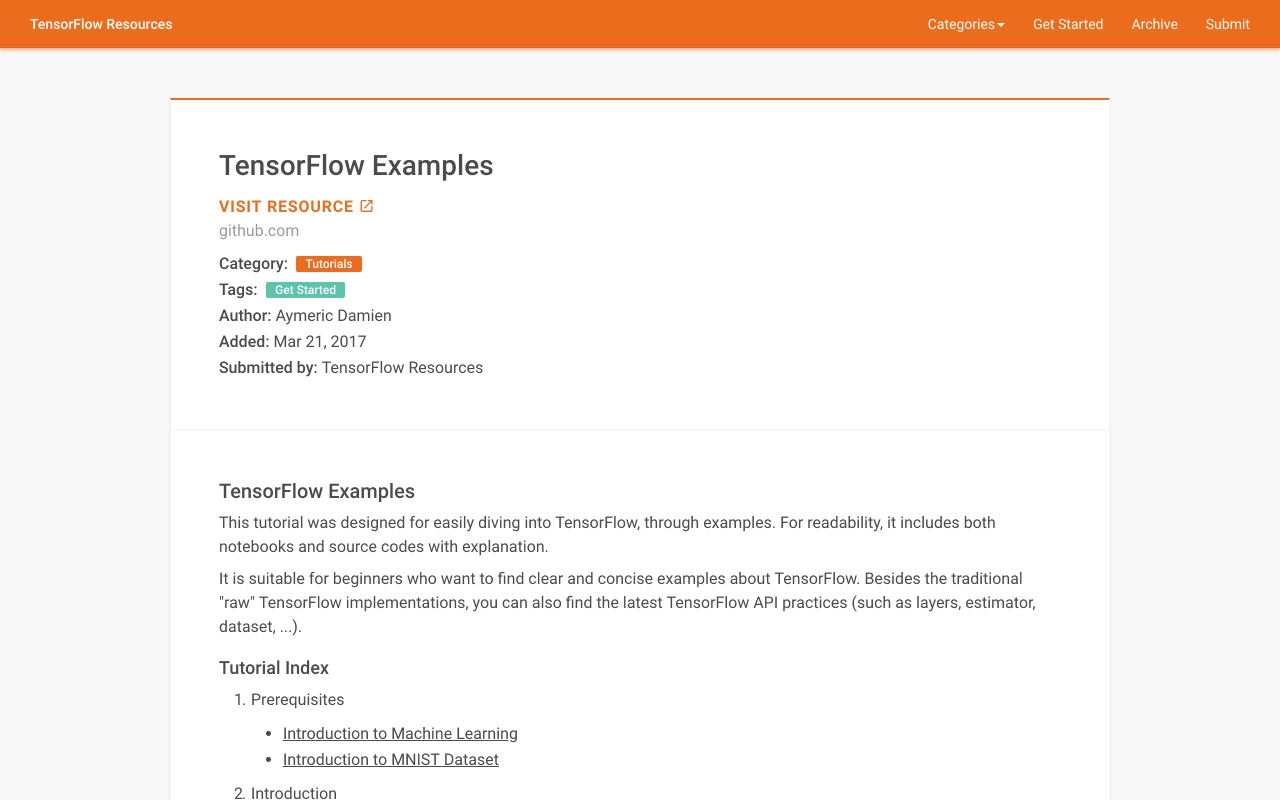 TensorFlow Resources
Categories
Get Started
Archive
Submit
TensorFlow Examples
VISIT RESOURCE
github.com
Category: Tutorials
Tags: Get Started
Author: Aymeric Damien
Added: Mar 21, 2017
Submitted by: TensorFlow Resources
TensorFlow Examples
This tutorial was designed for easily diving into TensorFlow, through examples. For readability, it includes both
notebooks and source codes with explanation.
It is suitable for beginners who want to find clear and concise examples about TensorFlow. Besides the traditional
"raw" TensorFlow implementations, you can also find the latest TensorFlow API practices (such as layers, estimator,
dataset, ...).
Tutorial Index
1. Prerequisites
• Introduction to Machine Learning
• Introduction to MNIST Dataset
2. Introduction